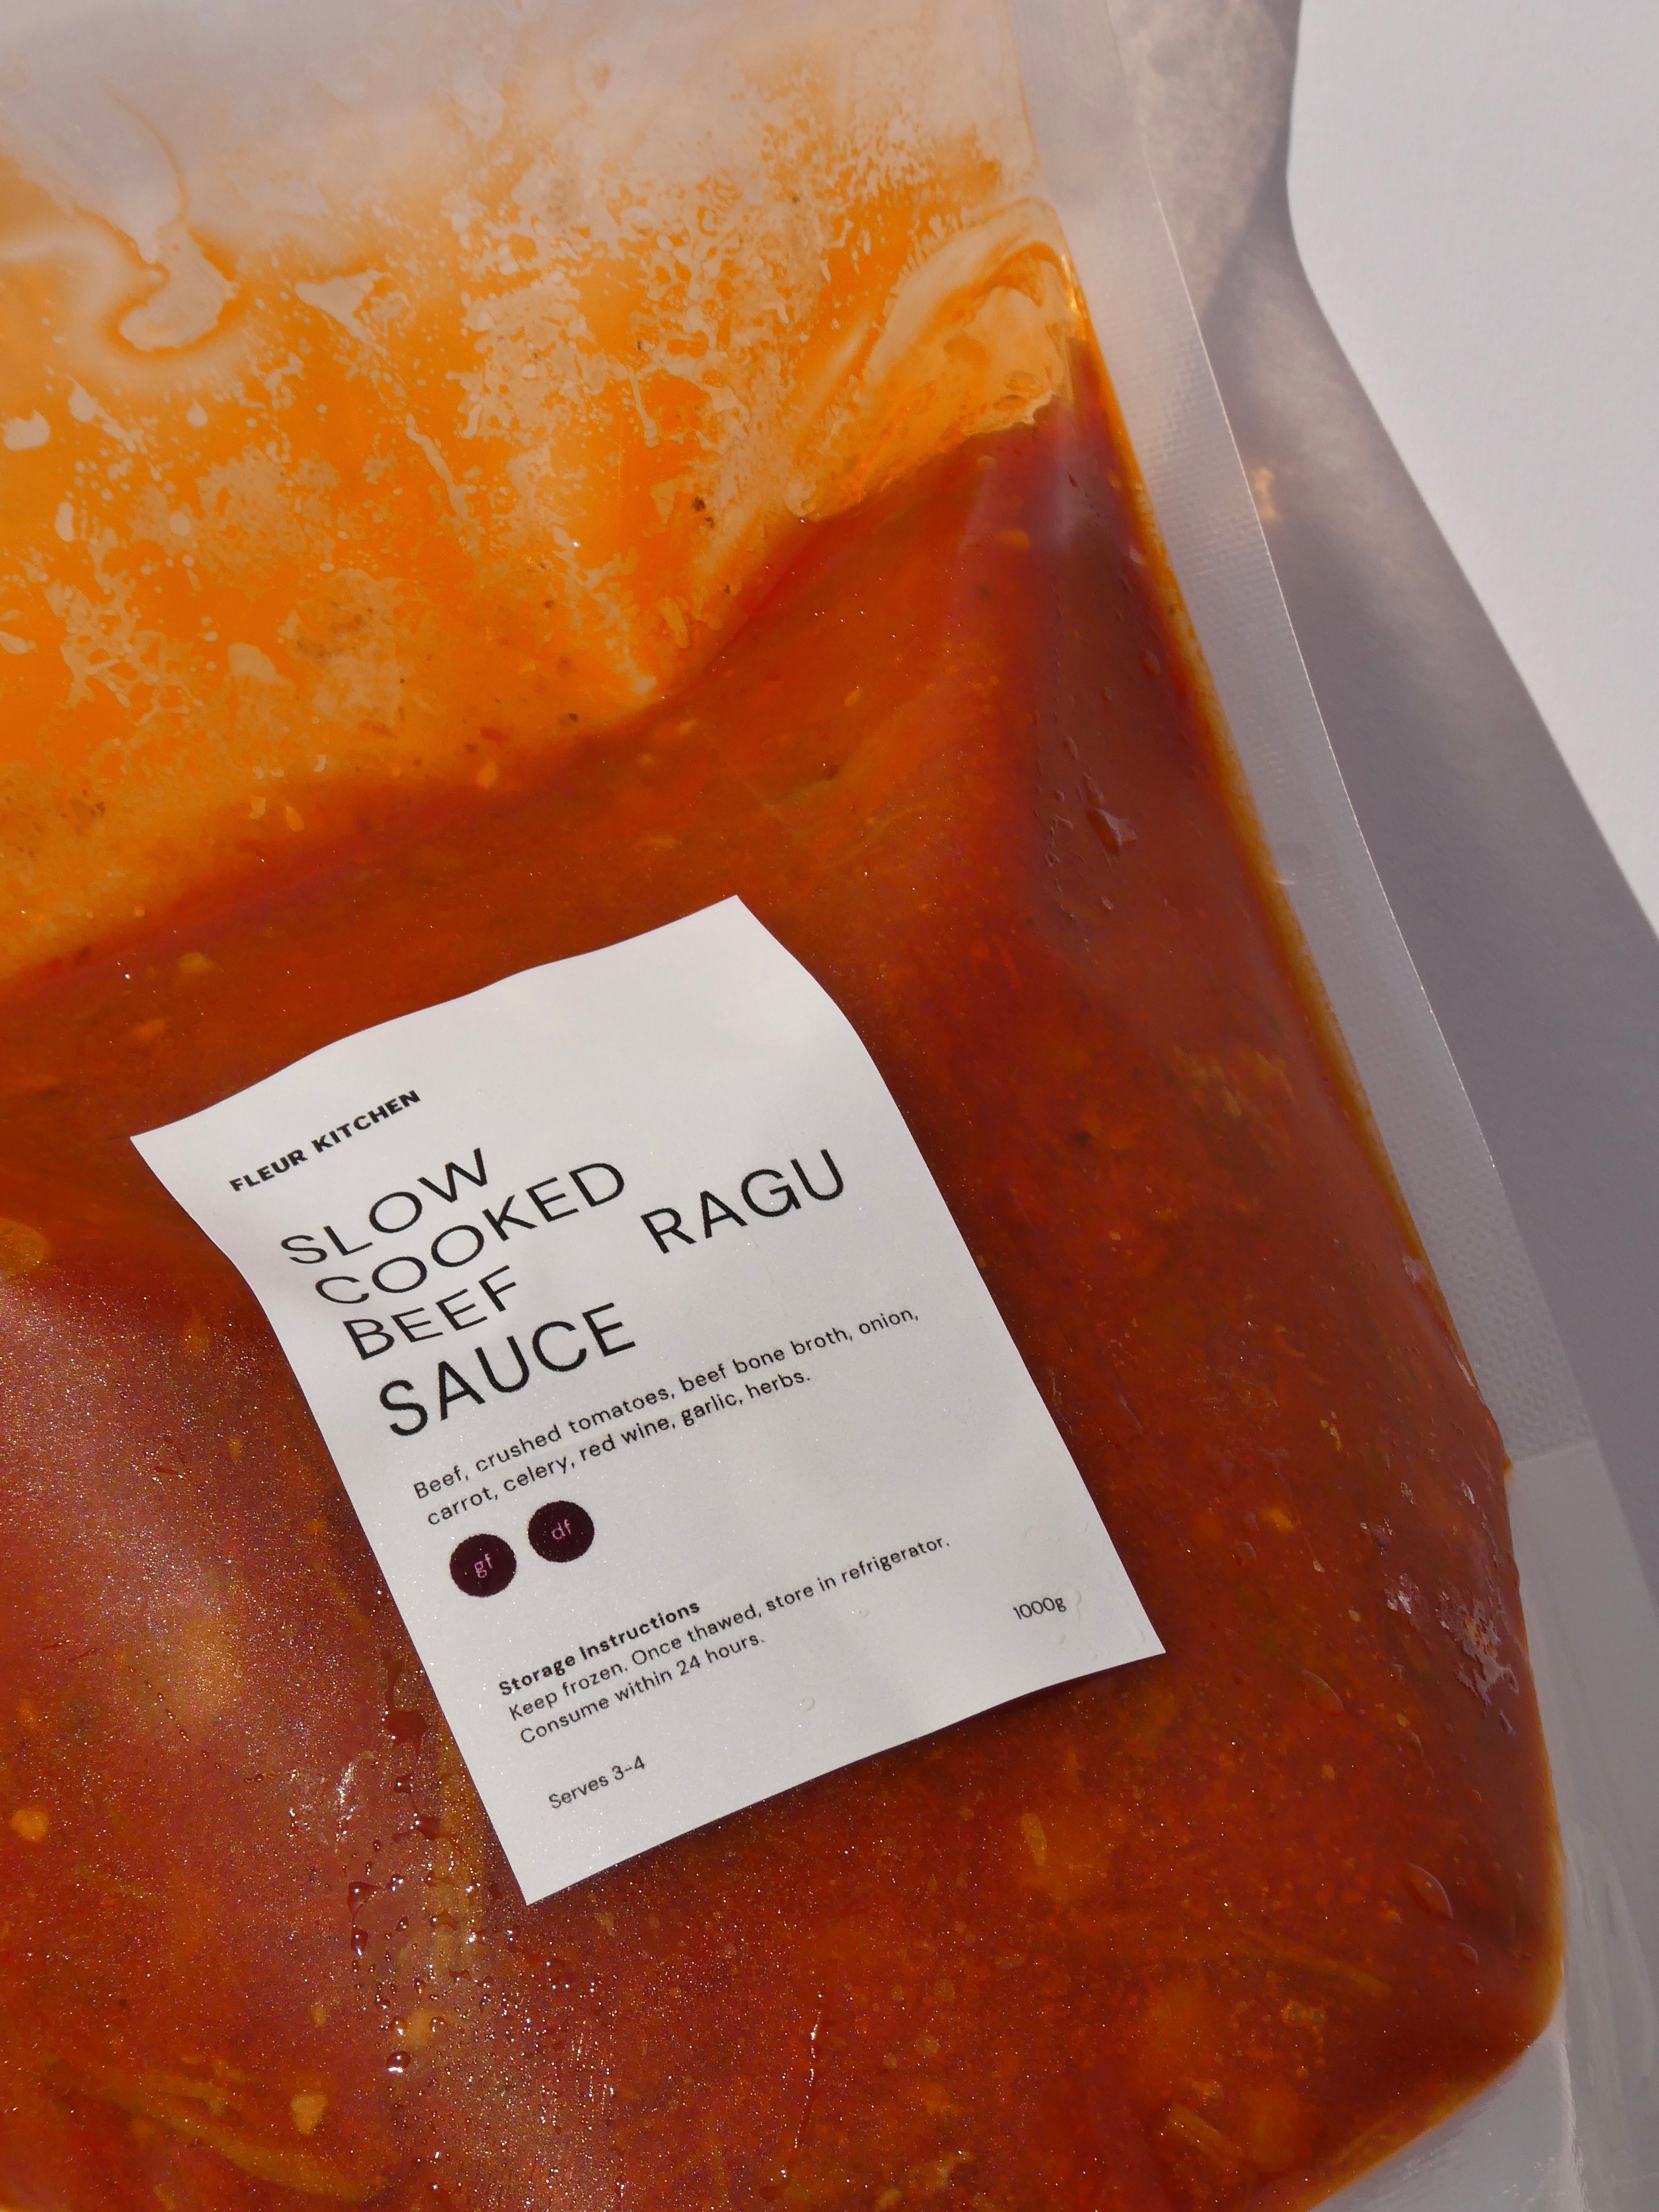 FLEUR KITCHEN
SLOW
COOKED
BEEF RAGU
SAUCE
Beef, crushed tomatoes, beef bone broth, onion,
carrot, celery, red wine, garlic, herbs.
gf df
Storage Instructions
Keep frozen. Once thawed, store in refrigerator.
Consume within 24 hours.
Serves 3-4
1000g